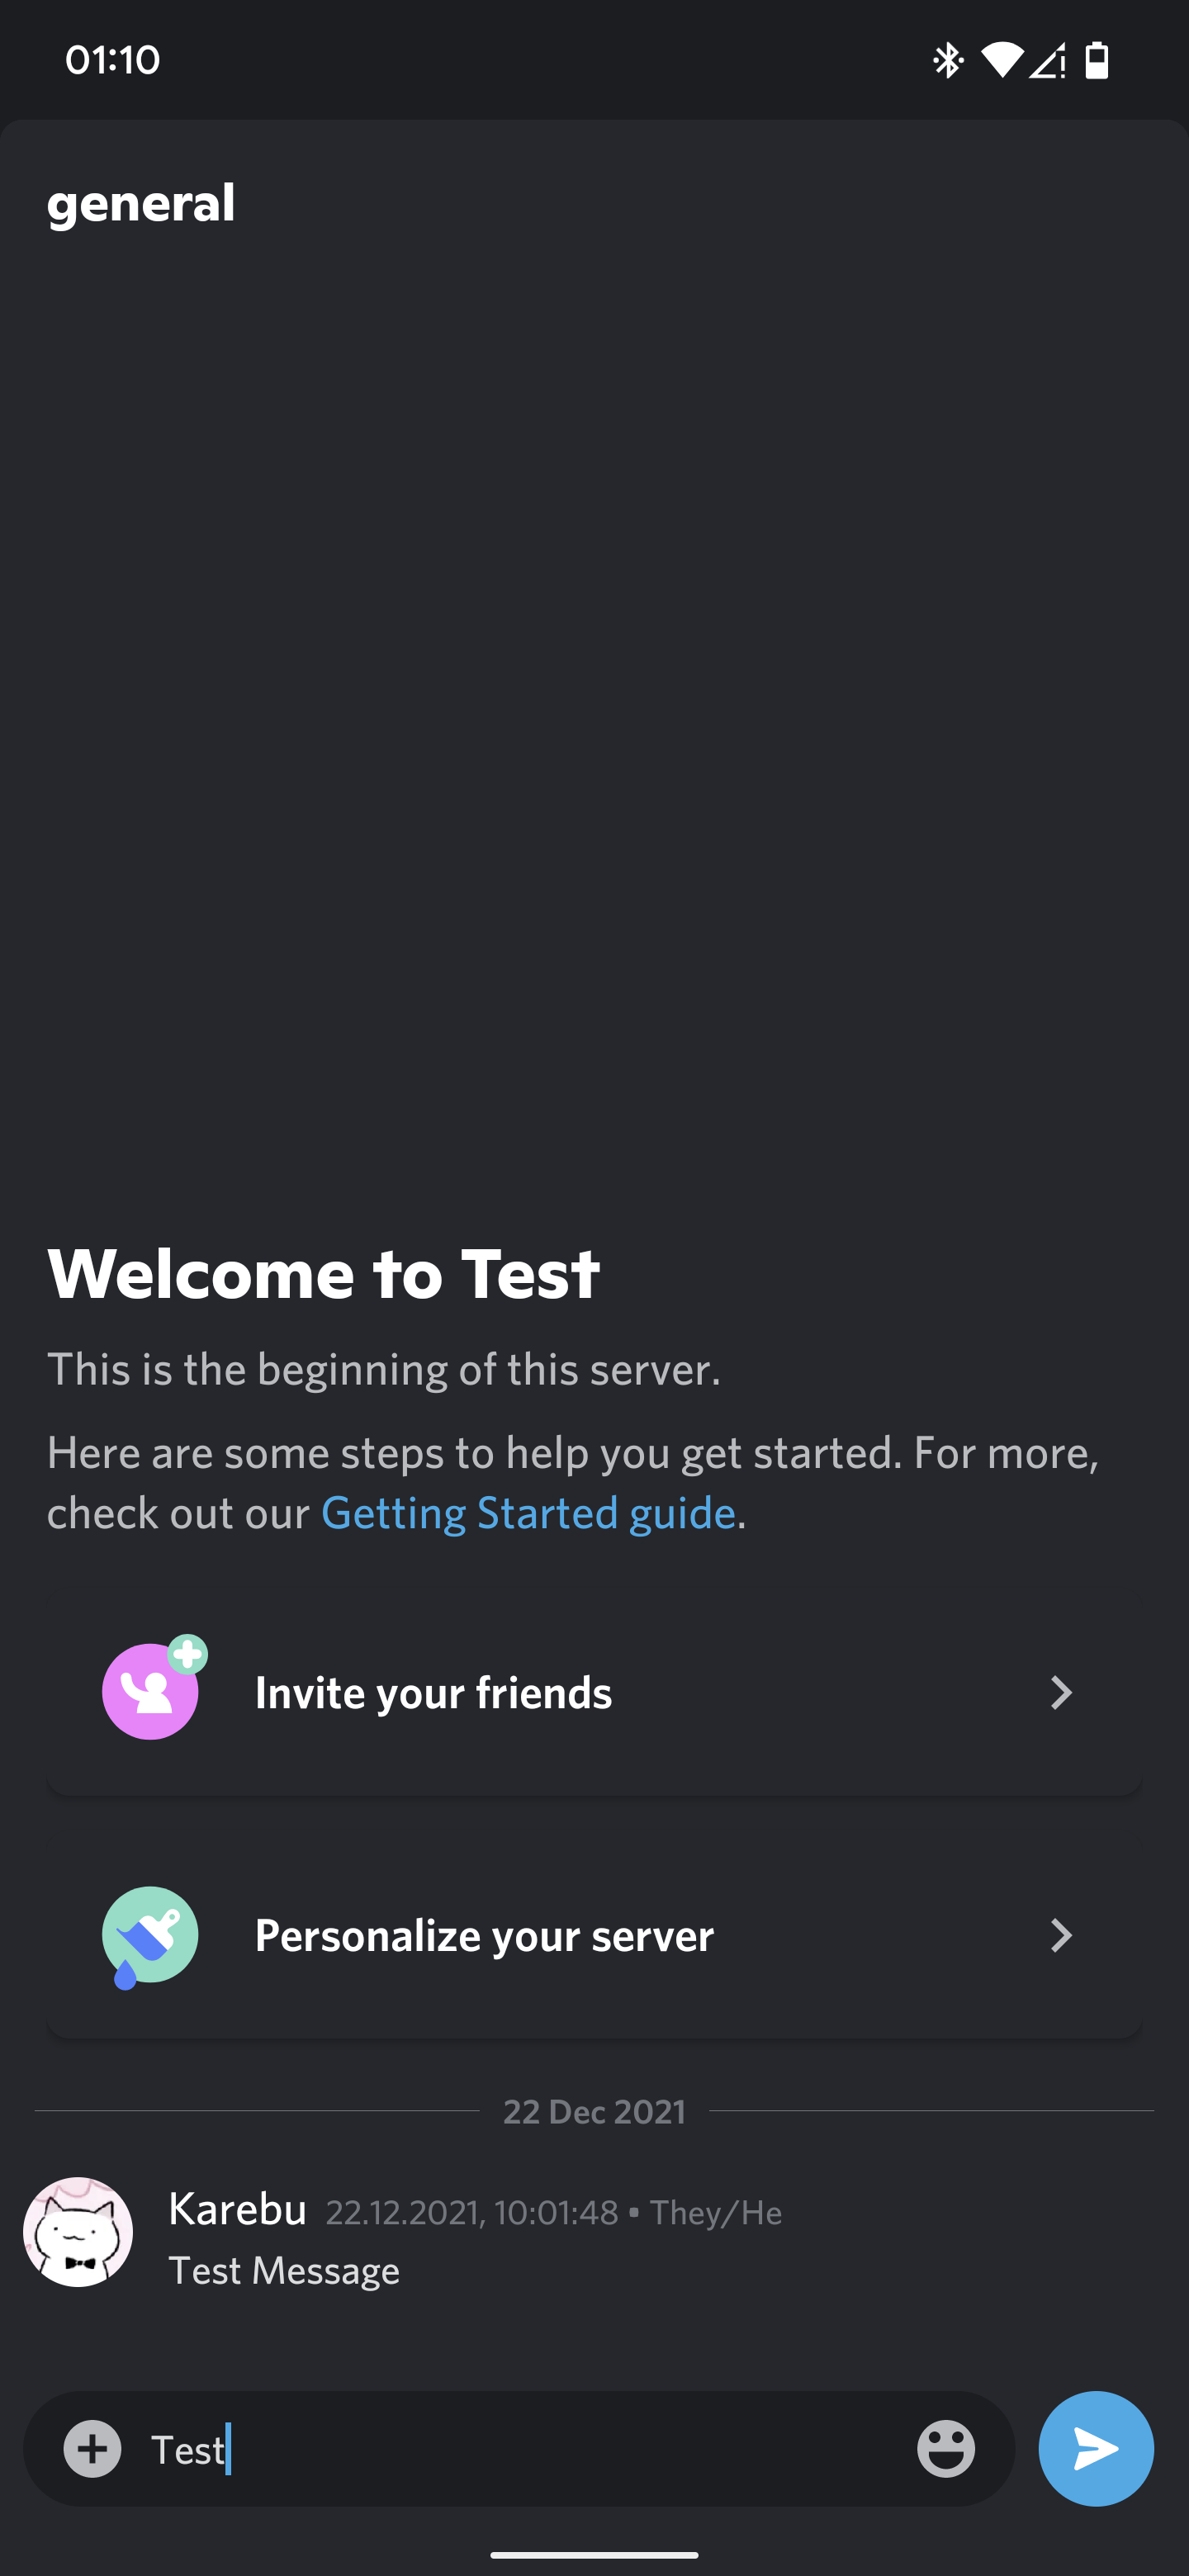 01:10
general
Welcome to Test
This is the beginning of this server.
Here are some steps to help you get started. For more,
check out our Getting Started guide.
Invite your friends
Personalize your server
22 Dec 2021
Karebu 22.12.2021, 10:01:48 • They/He
Test Message
Test